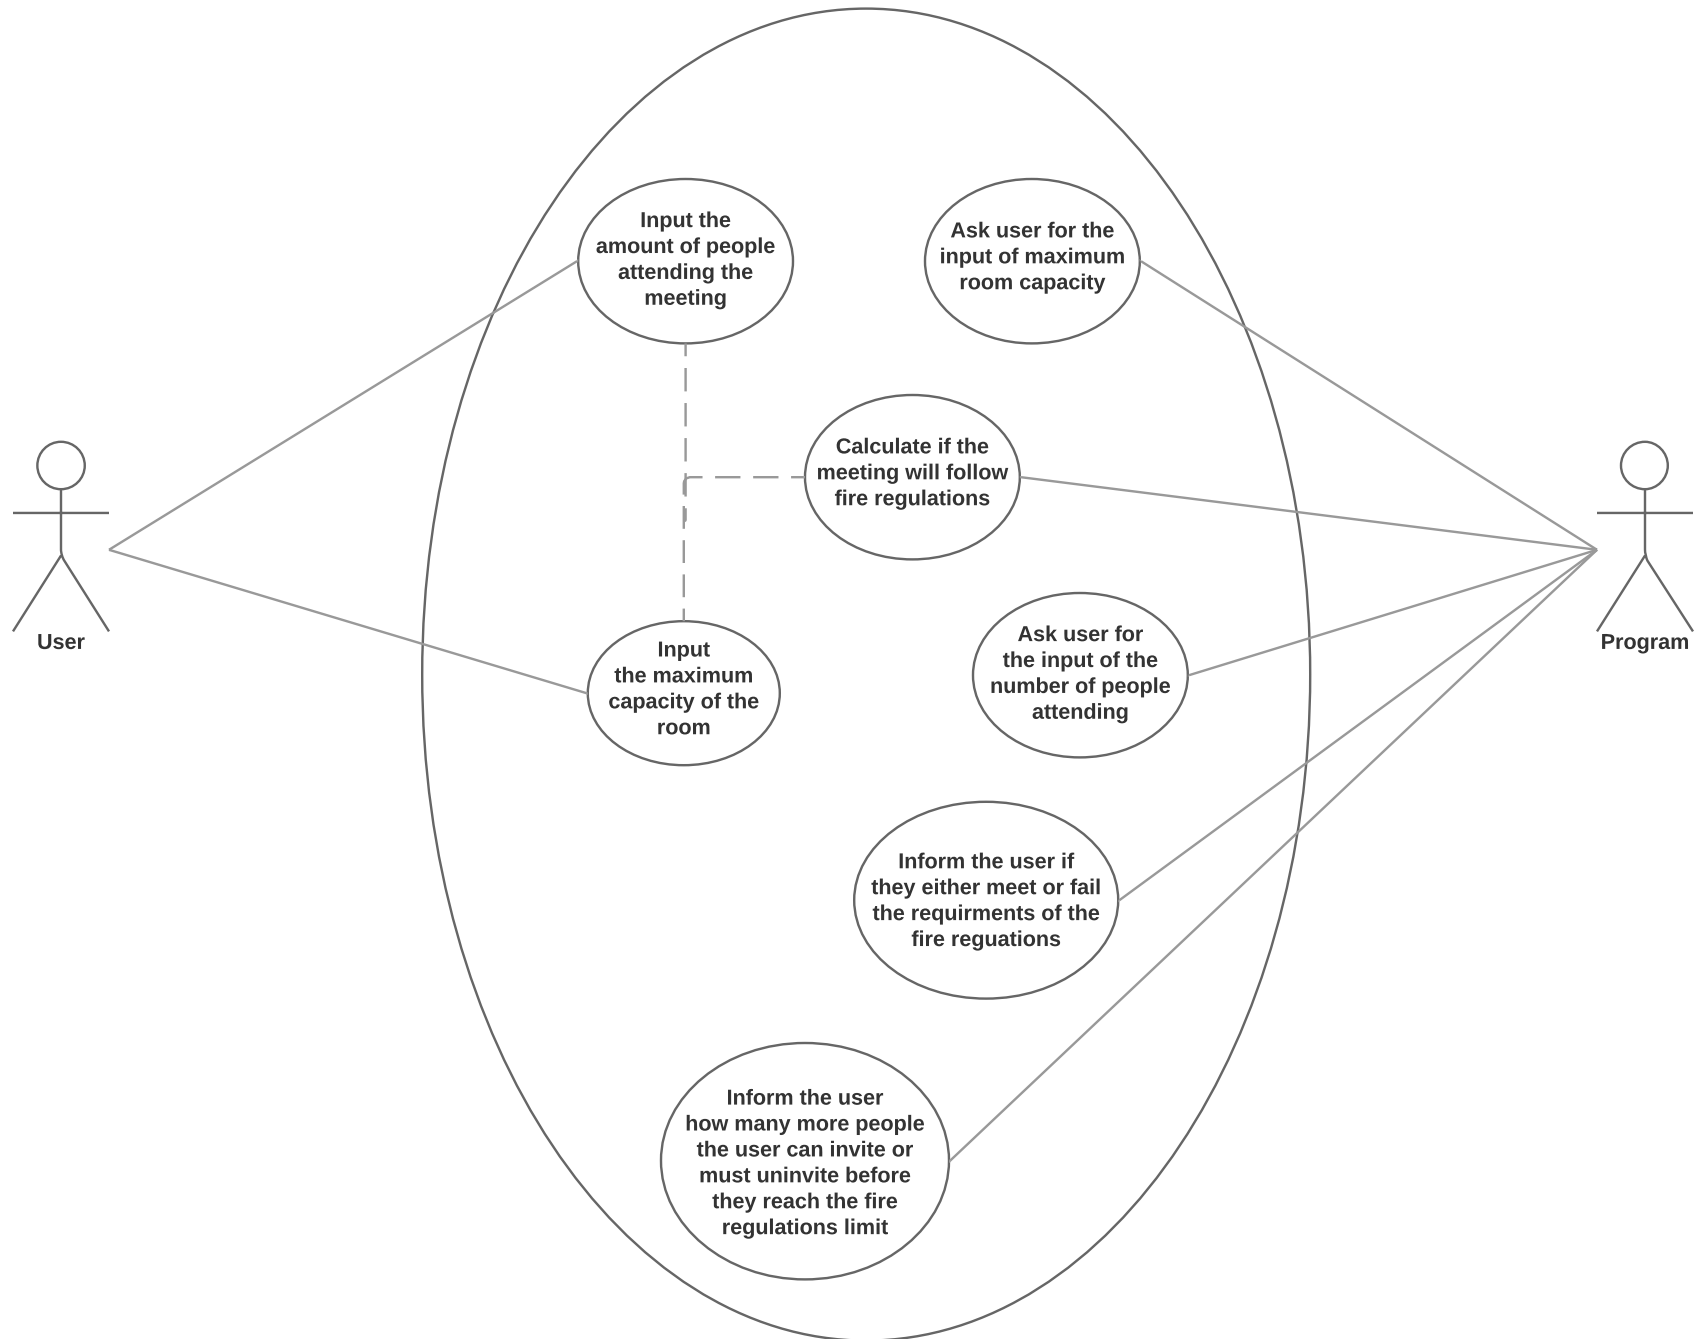 Input the
amount of people
attending the
meeting
Ask user for the
input of maximum
room capacity
Calculate if the
meeting will follow
fire regulations
User
Program
Input
the maximum
capacity of the
room
Ask user for
the input of the
number of people
attending
Inform the user if
they either meet or fail
the requirments of the
fire reguations
Inform the user
how many more people
the user can invite or
must uninvite before
they reach the fire
regulations limit